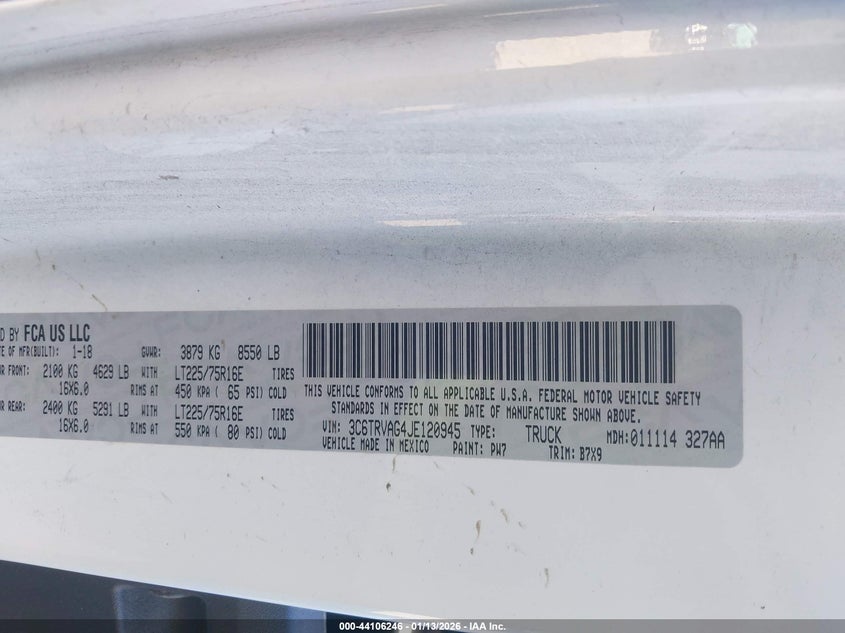 D BY FCA US LLC
TE OF MFR(BUILT): 1-18 GVWR: 3879 KG 8550 LB
WR FRONT: 2100 KG 4629 LB WITH LT225/75R16E TIRES
16X6.0 RIMS AT 450 KPA ( 65 PSI) COLD
WR REAR: 2400 KG 5291 LB WITH LT225/75R16E TIRES
16X6.0 RIMS AT 550 KPA ( 80 PSI) COLD
THIS VEHICLE CONFORMS TO ALL APPLICABLE U.S.A. FEDERAL MOTOR VEHICLE SAFETY
STANDARDS IN EFFECT ON THE DATE OF MANUFACTURE SHOWN ABOVE.
VIN: 3C6TRVAG4JE120945 TYPE: TRUCK MDH: 011114 327AA
VEHICLE MADE IN MEXICO PAINT: PW7 TRIM: B7X9
000-44106246 - 01/13/2026 - IAA Inc.